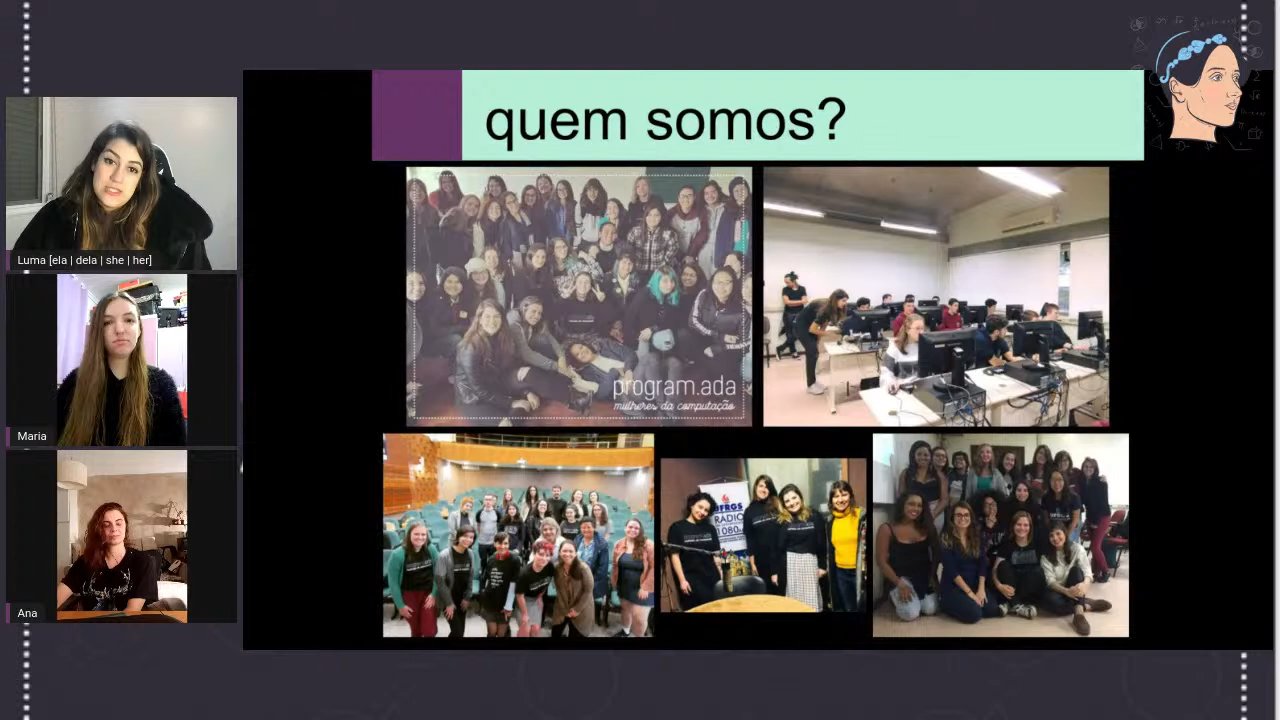 quem somos?
Luma [ela | dela | she | her]
Maria
Ana
program.ada
mulheres da computação
UFRGS
RADIO
1080